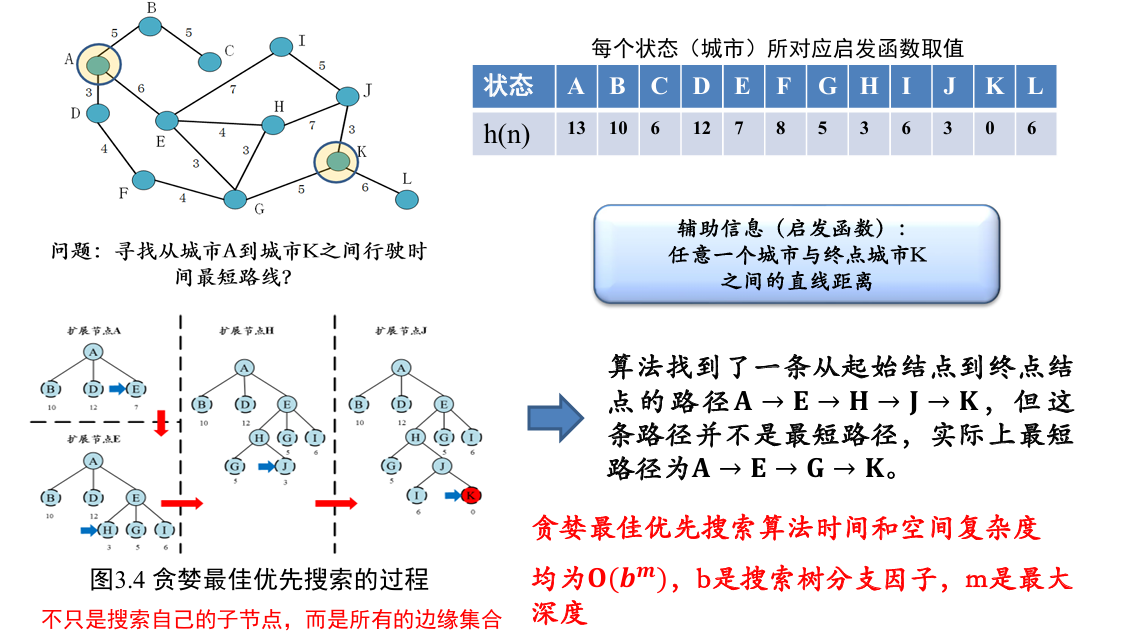 B
5
5
C
A
I
3
6
7
5
J
D
H
E
4
7
3
K
4
3
3
6
L
F
4
5
G
问题：寻找从城市A到城市K之间行驶时
间最短路线？
每个状态（城市）所对应启发函数取值
状态 A B C D E F G H I J K L
h(n) 13 10 6 12 7 8 5 3 6 3 0 6
辅助信息（启发函数）：
任意一个城市与终点城市K
之间的直线距离
扩展节点A
A
B D E
10 12 7
扩展节点E
A
B D E
10 12
H G I
3 5 6
扩展节点H
A
B D E
10 12
H G I
5 6
G J
5 3
扩展节点J
A
B D E
10 12
H G I
5 6
G J
5
I K
6 0
图3.4 贪婪最佳优先搜索的过程
不只是搜索自己的子节点，而是所有的边缘集合
算法找到了一条从起始结点到终点结
点的路径A → E → H → J → K，但这
条路径并不是最短路径，实际上最短
路径为A → E → G → K。
贪婪最佳优先搜索算法时间和空间复杂度
均为O(b^m)，b是搜索树分支因子，m是最大
深度